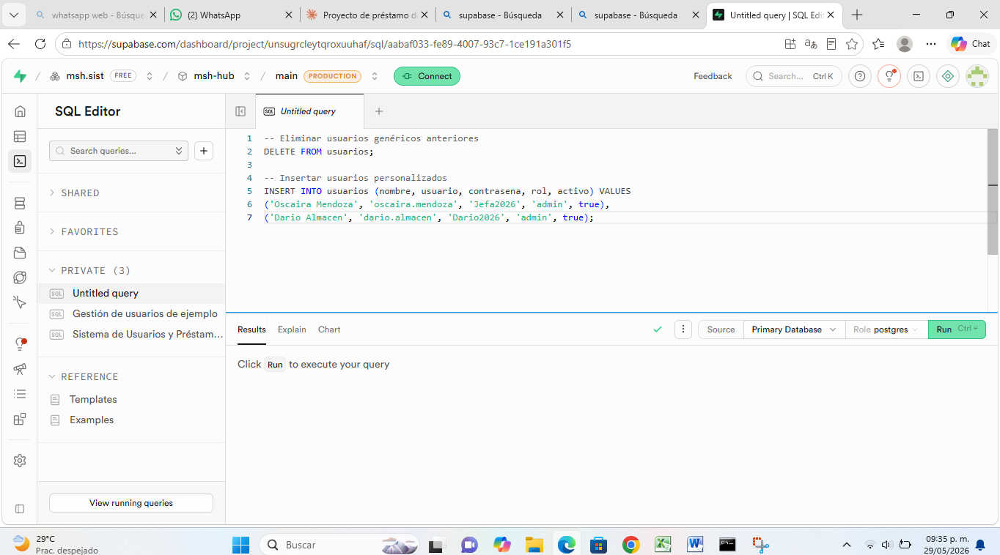 whatsapp web - Búsque
(2) WhatsApp
Proyecto de préstamo d
supabase - Búsqueda
supabase - Búsqueda
Untitled query | SQL Edi
https://supabase.com/dashboard/project/unsugrcleytqroxuuhaf/sql/aabaf033-fe89-4007-93c7-1ce191a301f5
Chat
/ msh.sist FREE / msh-hub / main PRODUCTION Connect
Feedback Search... Ctrl K
SQL Editor
SQL Untitled query
Search queries...
SHARED
FAVORITES
PRIVATE (3)
SQL Untitled query
SQL Gestión de usuarios de ejemplo
SQL Sistema de Usuarios y Préstam...
REFERENCE
Templates
Examples
View running queries
1 -- Eliminar usuarios genéricos anteriores
2 DELETE FROM usuarios;
3
4 -- Insertar usuarios personalizados
5 INSERT INTO usuarios (nombre, usuario, contrasena, rol, activo) VALUES
6 ('Oscaira Mendoza', 'oscaira.mendoza', 'Jefa2026', 'admin', true),
7 ('Dario Almacen', 'dario.almacen', 'Dario2026', 'admin', true);
Results Explain Chart
Source Primary Database Role postgres Run Ctrl ↵
Click Run to execute your query
29°C
Prac. despejado
Buscar
09:35 p. m.
29/05/2026